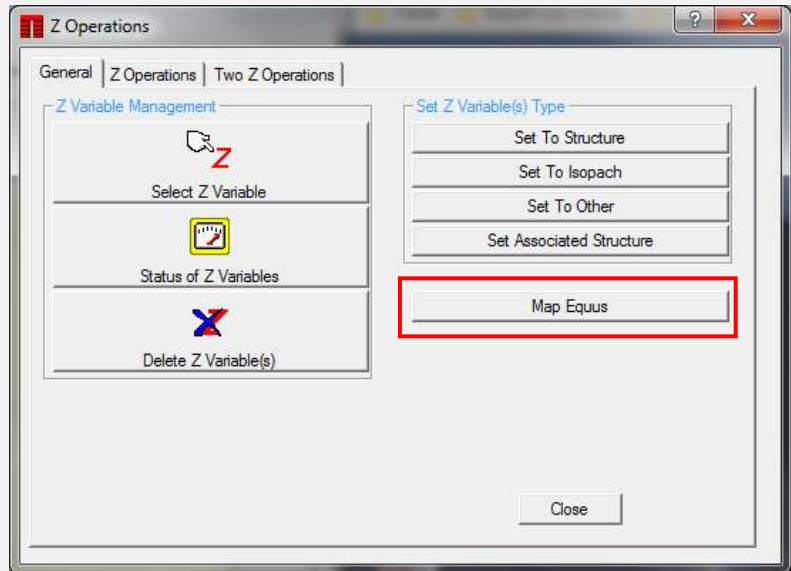 Z Operations
General
Z Operations
Two Z Operations
Z Variable Management
Z
Select Z Variable
Status of Z Variables
Z
Delete Z Variable(s)
Set Z Variable(s) Type
Set To Structure
Set To Isopach
Set To Other
Set Associated Structure
Map Equus
Close